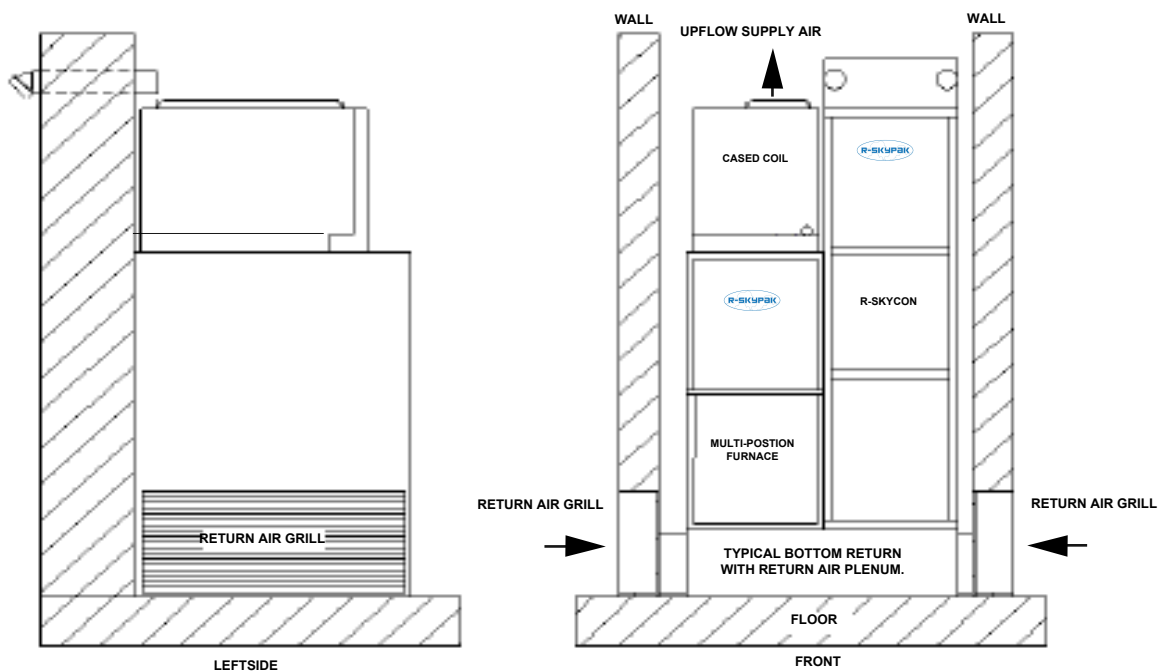 RETURN AIR GRILL
LEFTSIDE
WALL
WALL
UPFLOW SUPPLY AIR
CASED COIL
R-SKYPAK
R-SKYPAK
R-SKYCON
MULTI-POSTION
FURNACE
RETURN AIR GRILL
RETURN AIR GRILL
TYPICAL BOTTOM RETURN
WITH RETURN AIR PLENUM.
FLOOR
FRONT